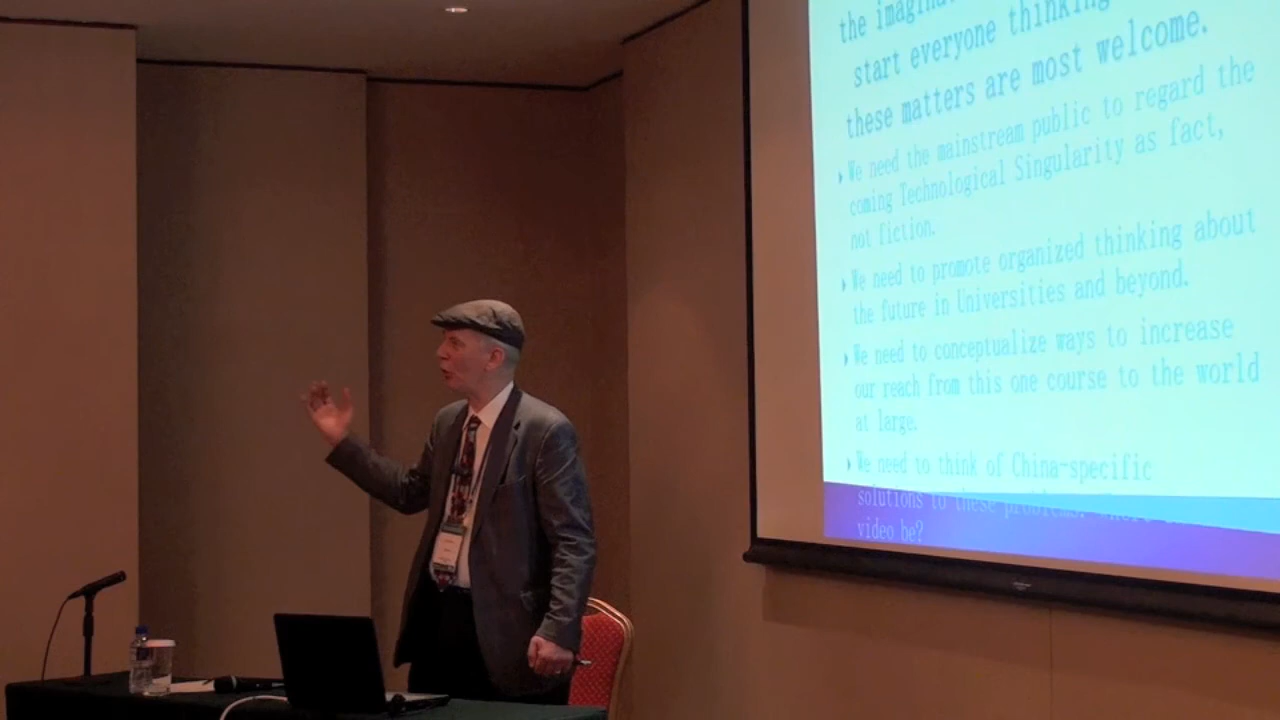 the
start everyone thinking
these matters are most welcome.
We need the mainstream public to regard the
coming Technological Singularity as fact,
not fiction.
We need to promote organized thinking about
the future in Universities and beyond.
We need to conceptualize ways to increase
our reach from this one course to the world
at large.
We need to think of China-specific
solutions to these problems.
video be?